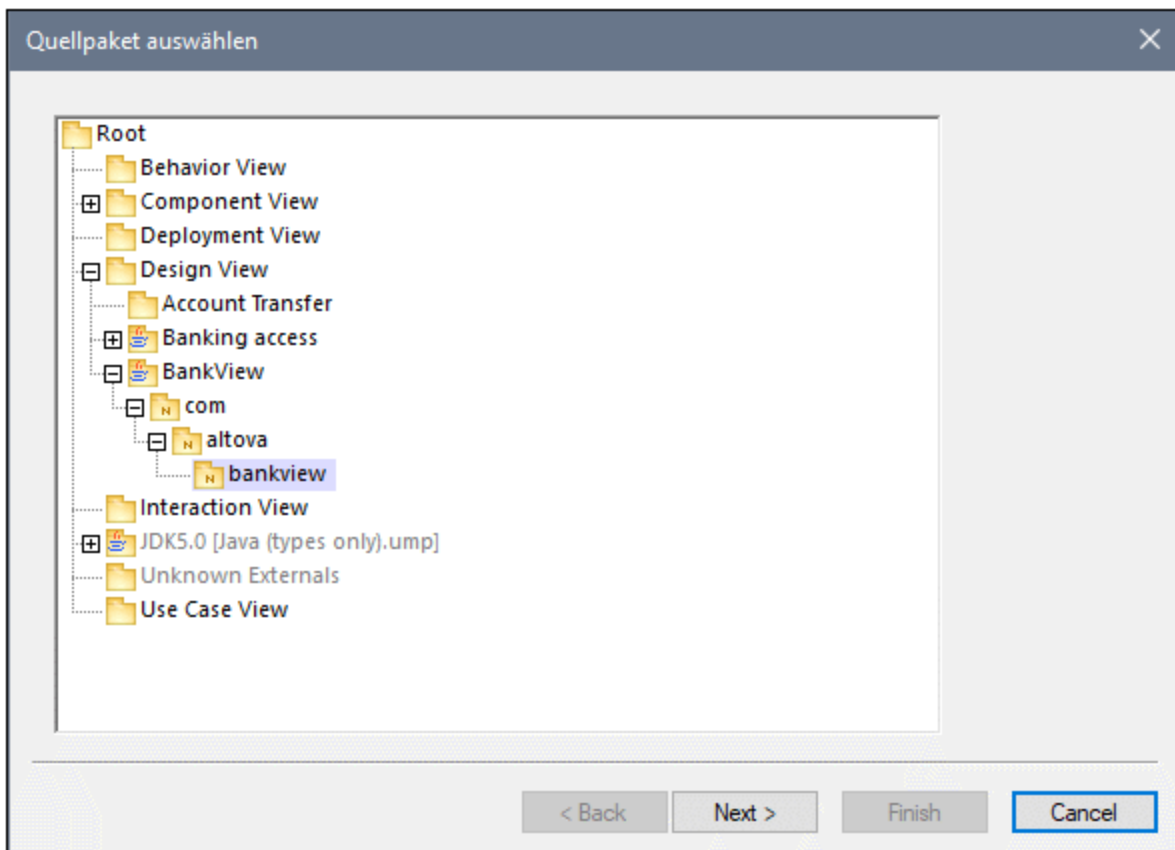 Quellpaket auswählen
Root
Behavior View
Component View
Deployment View
Design View
Account Transfer
Banking access
BankView
N com
N altova
N bankview
Interaction View
JDK5.0 [Java (types only).ump]
Unknown Externals
Use Case View
< Back Next > Finish Cancel